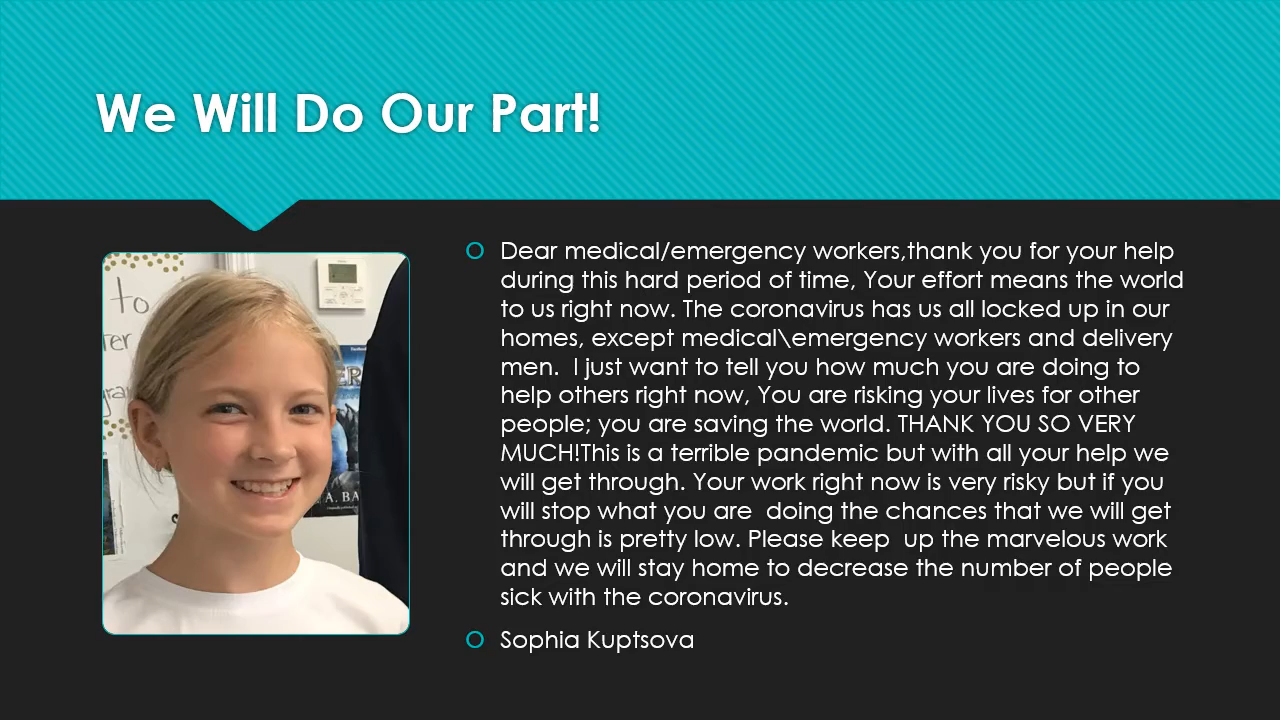 We Will Do Our Part!
to
Dear medical/emergency workers,thank you for your help
during this hard period of time, Your effort means the world
to us right now. The coronavirus has us all locked up in our
homes, except medical\emergency workers and delivery
men.  I just want to tell you how much you are doing to
help others right now, You are risking your lives for other
people; you are saving the world. THANK YOU SO VERY
MUCH!This is a terrible pandemic but with all your help we
will get through. Your work right now is very risky but if you
will stop what you are  doing the chances that we will get
through is pretty low. Please keep  up the marvelous work
and we will stay home to decrease the number of people
sick with the coronavirus.
Sophia Kuptsova